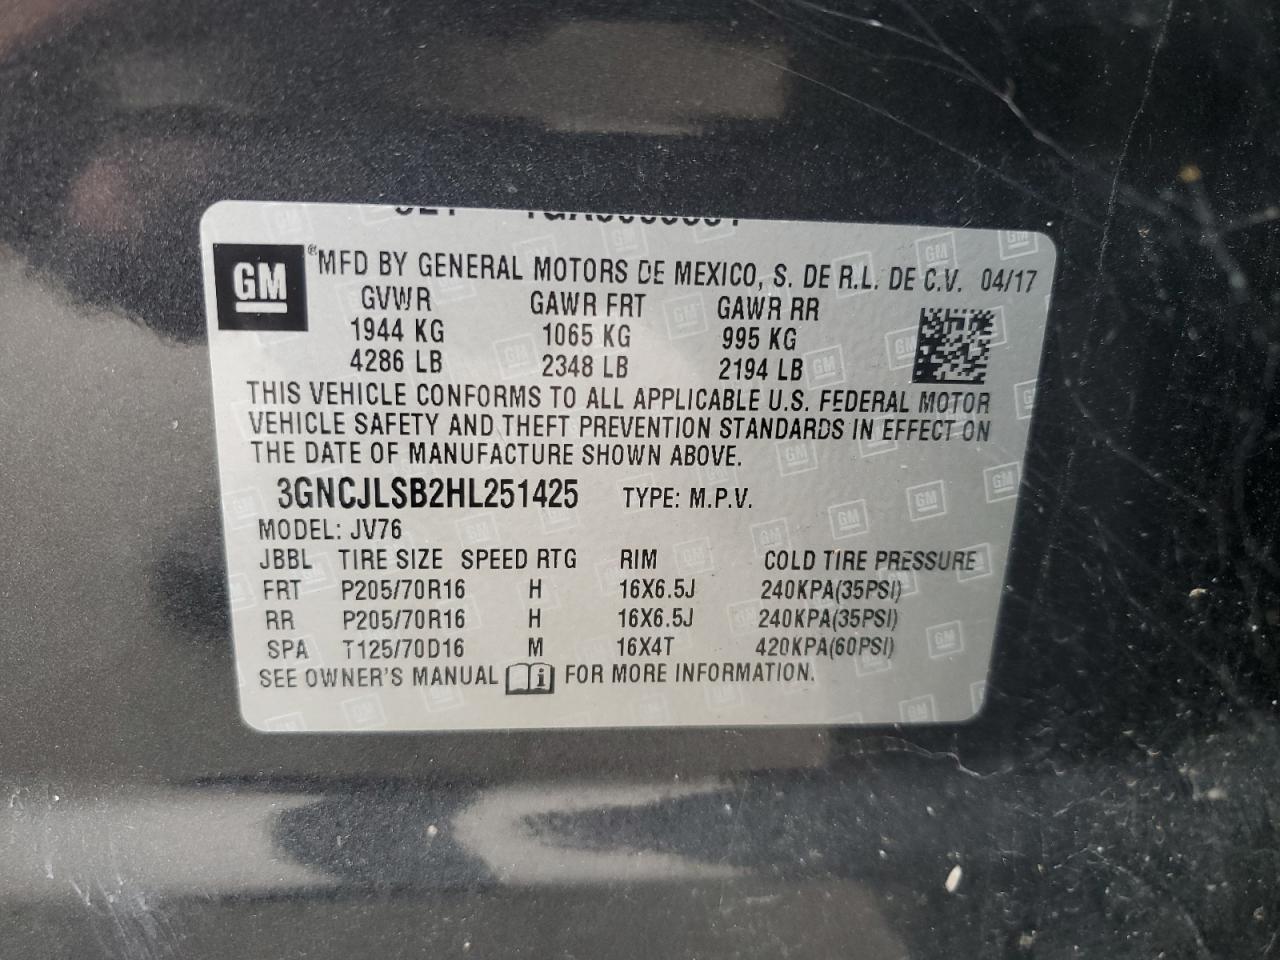 GM ® MFD BY GENERAL MOTORS DE MEXICO, S. DE R.L. DE C.V. 04/17
GVWR GAWR FRT GAWR RR
1944 KG 1065 KG 995 KG
4286 LB 2348 LB 2194 LB
THIS VEHICLE CONFORMS TO ALL APPLICABLE U.S. FEDERAL MOTOR
VEHICLE SAFETY AND THEFT PREVENTION STANDARDS IN EFFECT ON
THE DATE OF MANUFACTURE SHOWN ABOVE.
3GNCJLSB2HL251425 TYPE: M.P.V.
MODEL: JV76
JBBL TIRE SIZE SPEED RTG RIM COLD TIRE PRESSURE
FRT P205/70R16 H 16X6.5J 240KPA(35PSI)
RR P205/70R16 H 16X6.5J 240KPA(35PSI)
SPA T125/70D16 M 16X4T 420KPA(60PSI)
SEE OWNER'S MANUAL i FOR MORE INFORMATION.